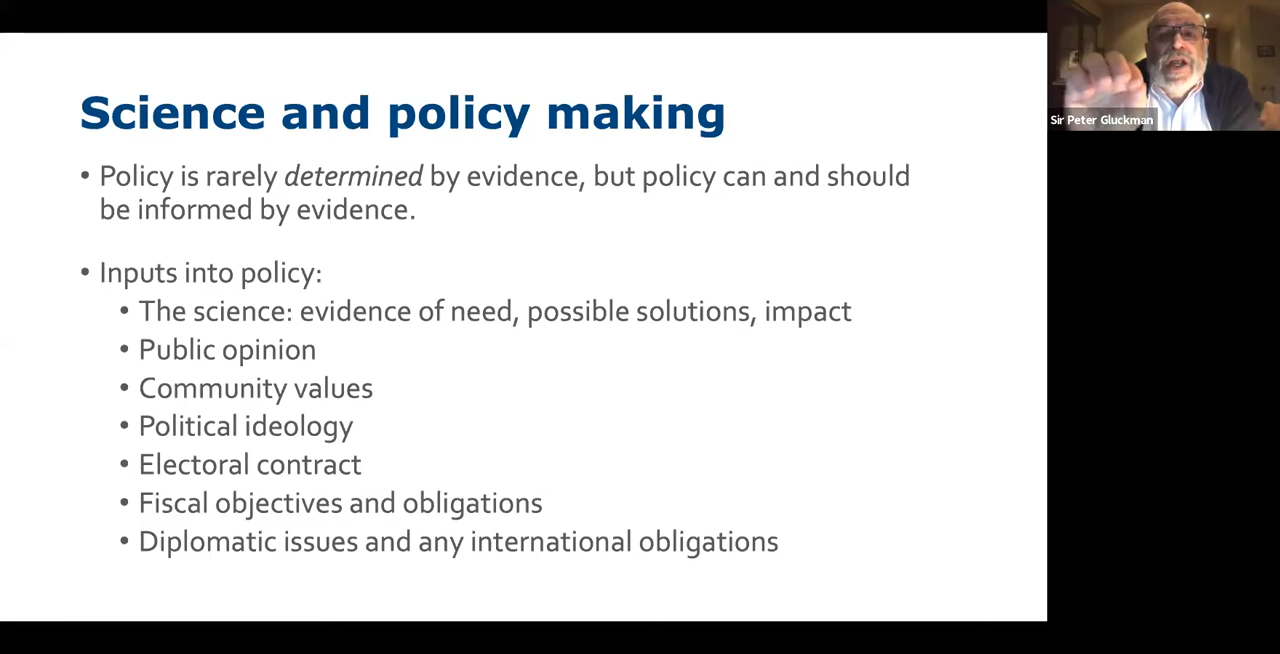 Science and policy making
• Policy is rarely determined by evidence, but policy can and should
be informed by evidence.
• Inputs into policy:
• The science: evidence of need, possible solutions, impact
• Public opinion
• Community values
• Political ideology
• Electoral contract
• Fiscal objectives and obligations
• Diplomatic issues and any international obligations
Sir Peter Gluckman